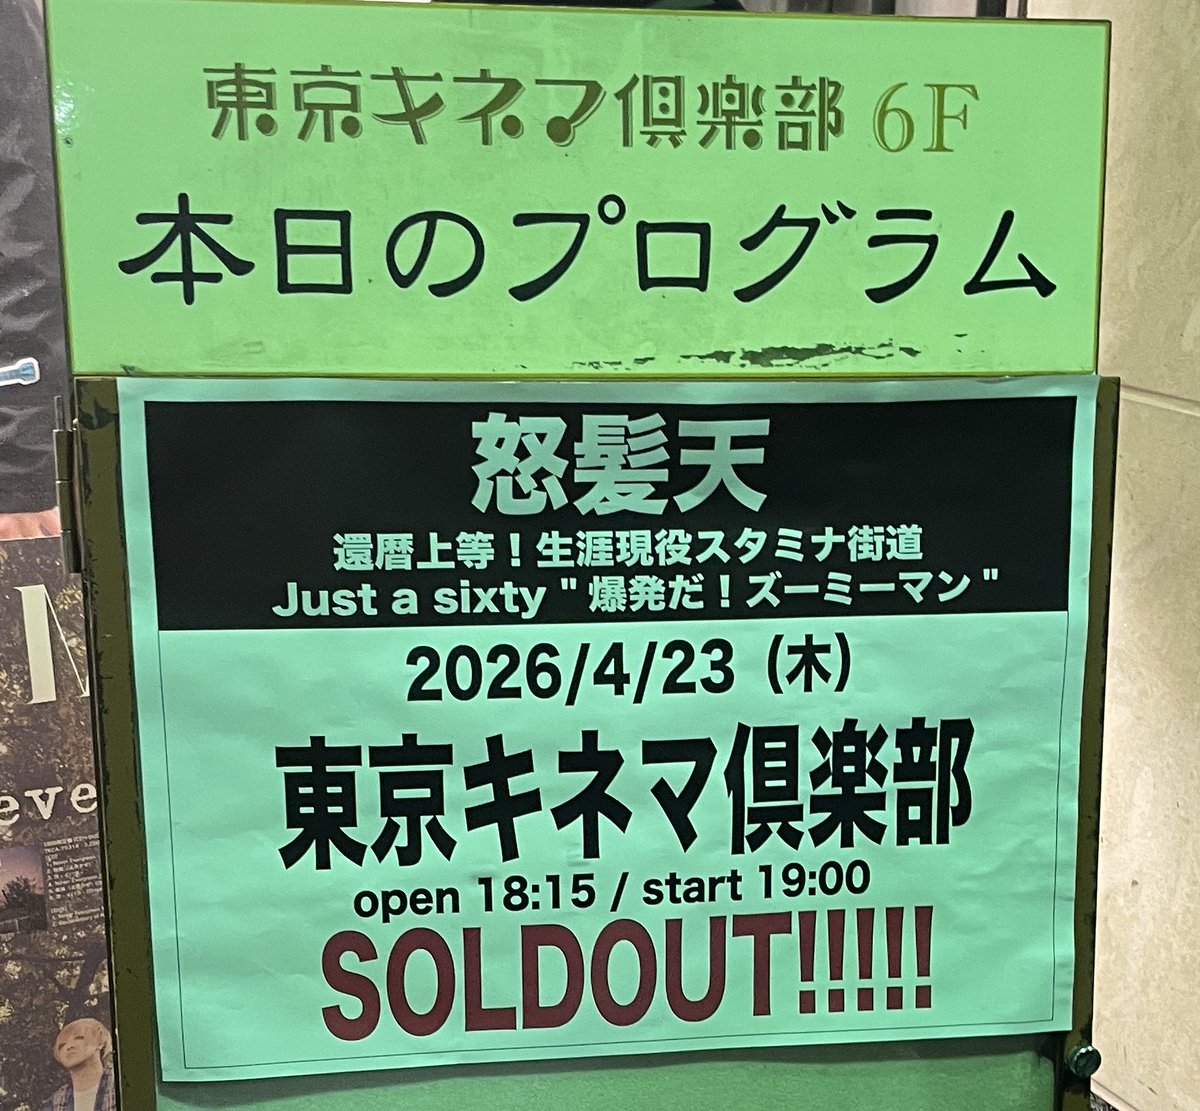 東京キネマ倶楽部 6F
本日のプログラム
怒髪天
還暦上等！生涯現役スタミナ街道
Just a sixty "爆発だ！ズーミーマン"
2026/4/23（木）
東京キネマ倶楽部
open 18:15 / start 19:00
SOLDOUT!!!!!
eve